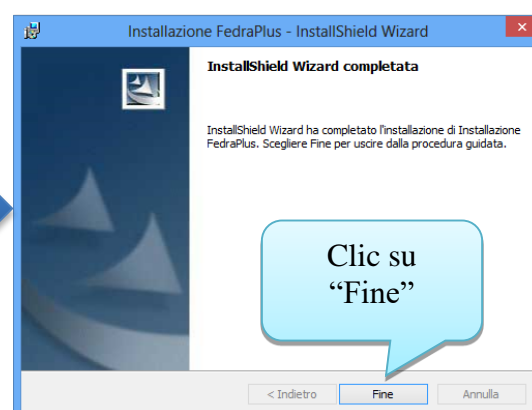 Installazione FedraPlus - InstallShield Wizard
InstallShield Wizard completata
InstallShield Wizard ha completato l'installazione di Installazione
FedraPlus. Scegliere Fine per uscire dalla procedura guidata.
Clic su
“Fine”
< Indietro
Fine
Annulla